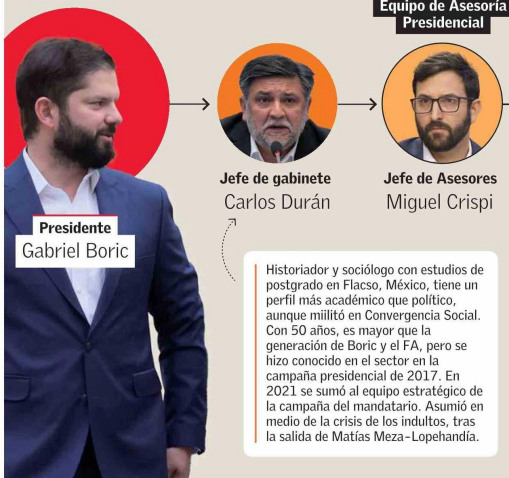 Equipo de Asesoría
Presidencial
Jefe de gabinete
Carlos Durán
Jefe de Asesores
Miguel Crispi
Presidente
Gabriel Boric
Historiador y sociólogo con estudios de
postgrado en Flacso, México, tiene un
perfil más académico que político,
aunque miilitó en Convergencia Social.
Con 50 años, es mayor que la
generación de Boric y el FA, pero se
hizo conocido en el sector en la
campaña presidencial de 2017. En
2021 se sumó al equipo estratégico de
la campaña del mandatario. Asumió en
medio de la crisis de los indultos, tras
la salida de Matías Meza-Lopehandía.